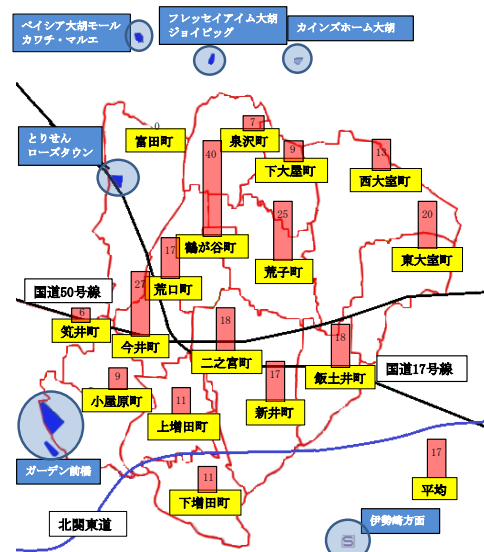 ベイシア大胡モール
カワチ・マルエ
フレッセイアイム大胡
ジョイビッグ
カインズホーム大胡
とりせん
ローズタウン
0
富田町
7
泉沢町
9
下大屋町
13
西大室町
40
鶴が谷町
25
荒子町
20
東大室町
17
荒口町
国道50号線
27
今井町
6
筑井町
18
二之宮町
18
飯土井町
国道17号線
9
小屋原町
11
上増田町
17
新井町
ガーデン前橋
11
下増田町
17
平均
北関東道
伊勢崎方面